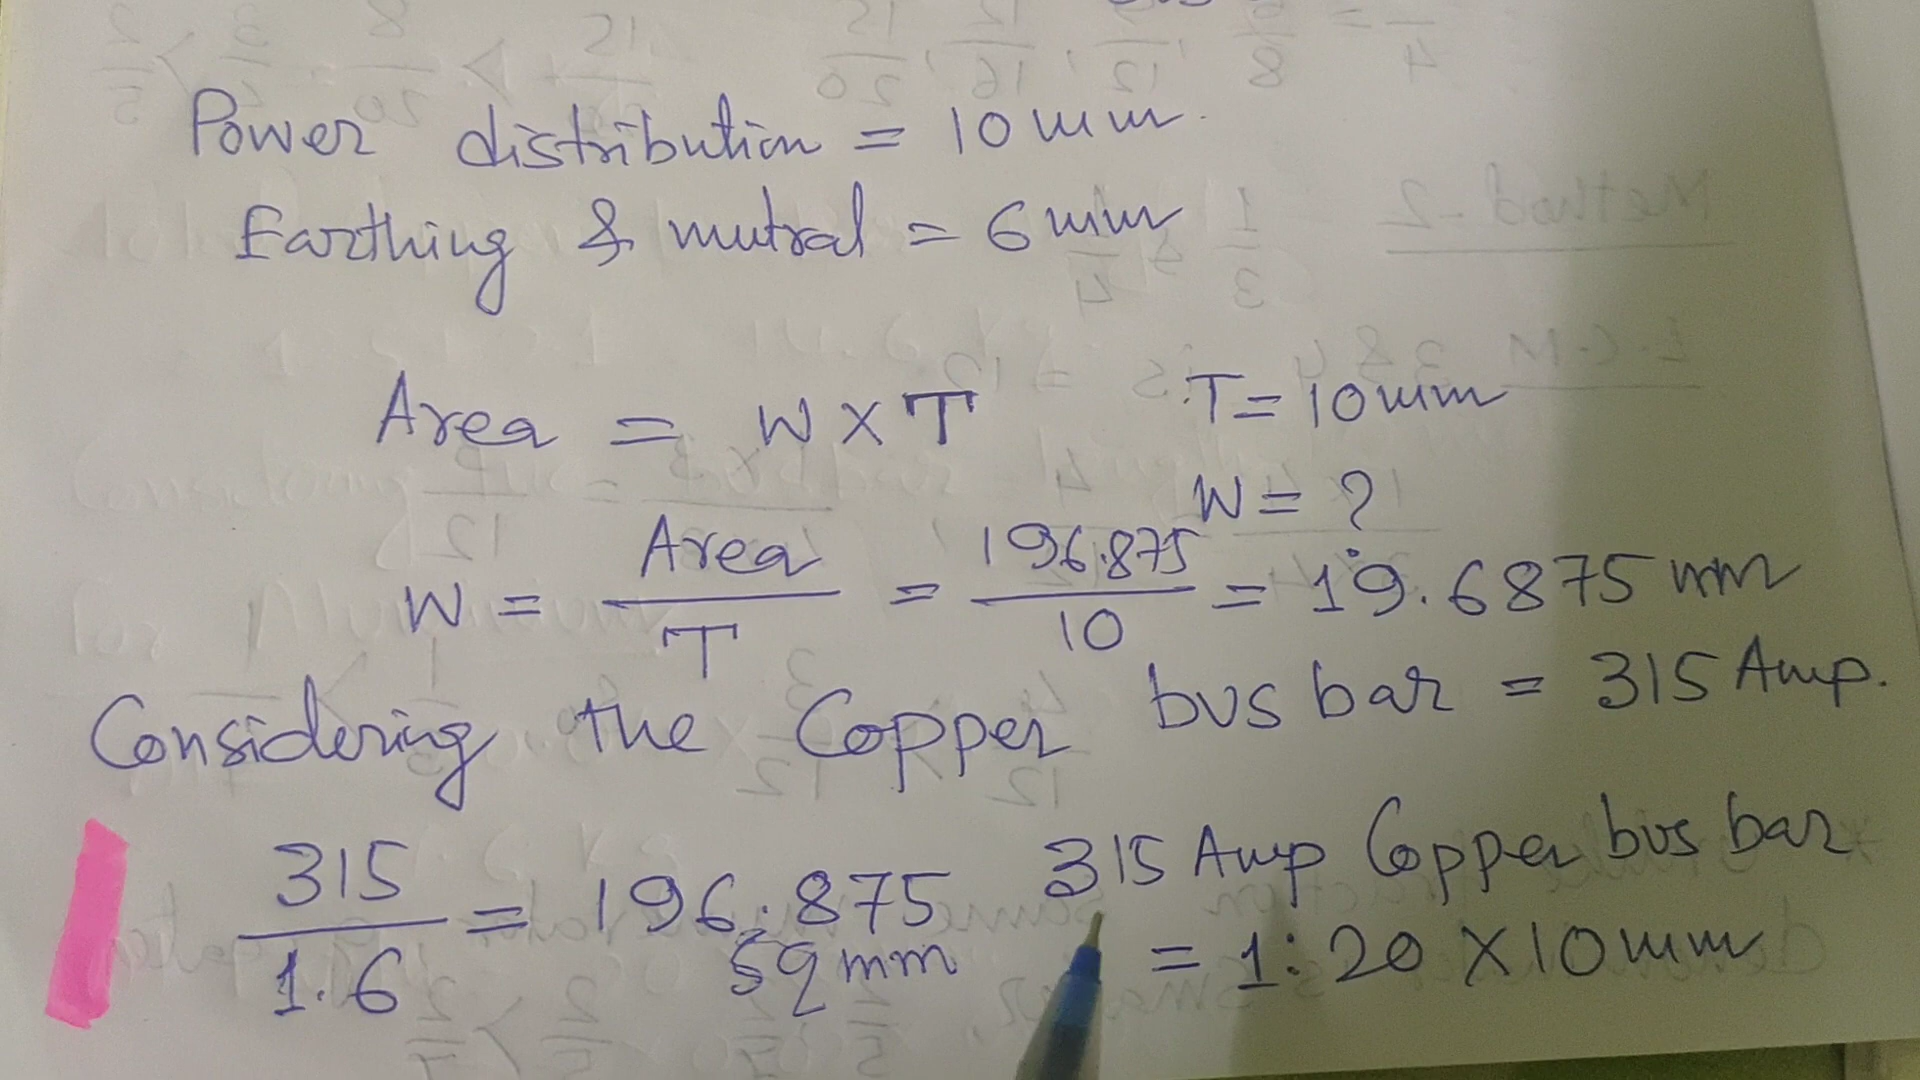 Power distribution = 10 mm.
Earthing & nutral = 6 mm
Area = W X T T = 10 mm
W = ?
W = Area / T = 196.875 / 10 = 19.6875 mm
Considering the Copper bus bar = 315 Amp.
315 / 1.6 = 196.875 sqmm
315 Amp Copper bus bar
= 1: 20 X 10 mm